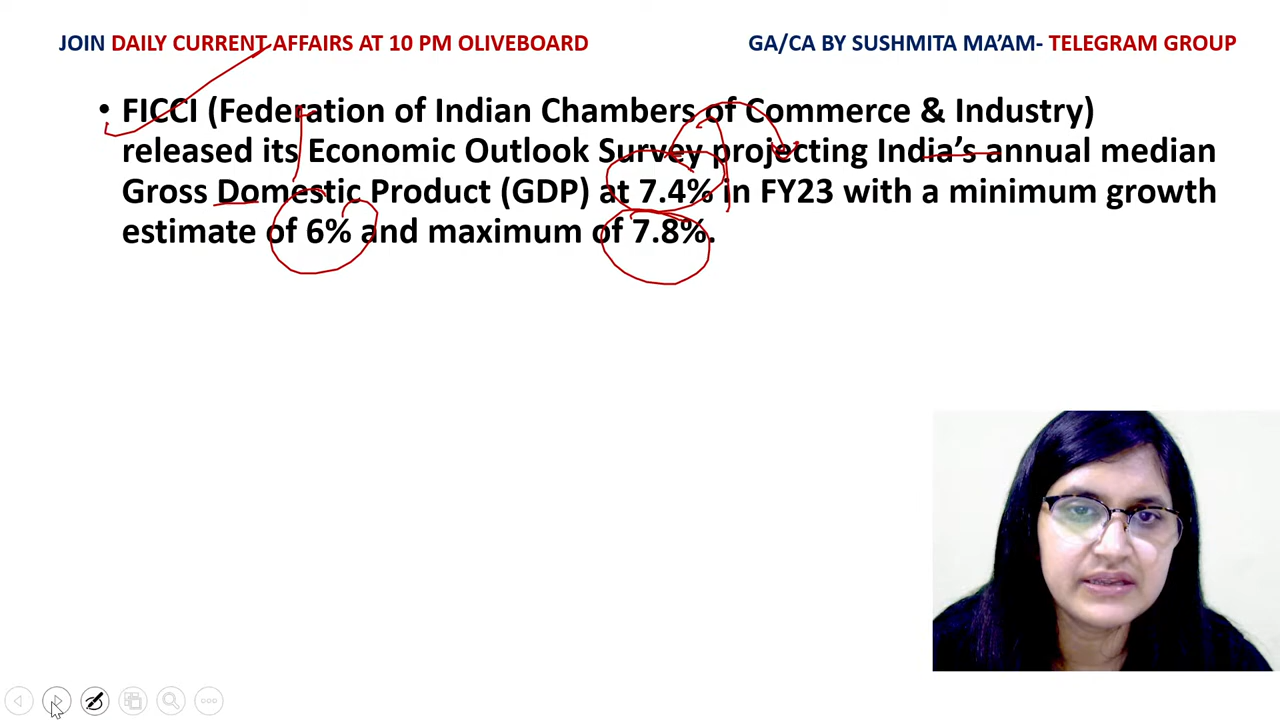 JOIN DAILY CURRENT AFFAIRS AT 10 PM OLIVEBOARD
GA/CA BY SUSHMITA MA'AM- TELEGRAM GROUP
• FICCI (Federation of Indian Chambers of Commerce & Industry)
released its Economic Outlook Survey projecting India's annual median
Gross Domestic Product (GDP) at 7.4% in FY23 with a minimum growth
estimate of 6% and maximum of 7.8%.